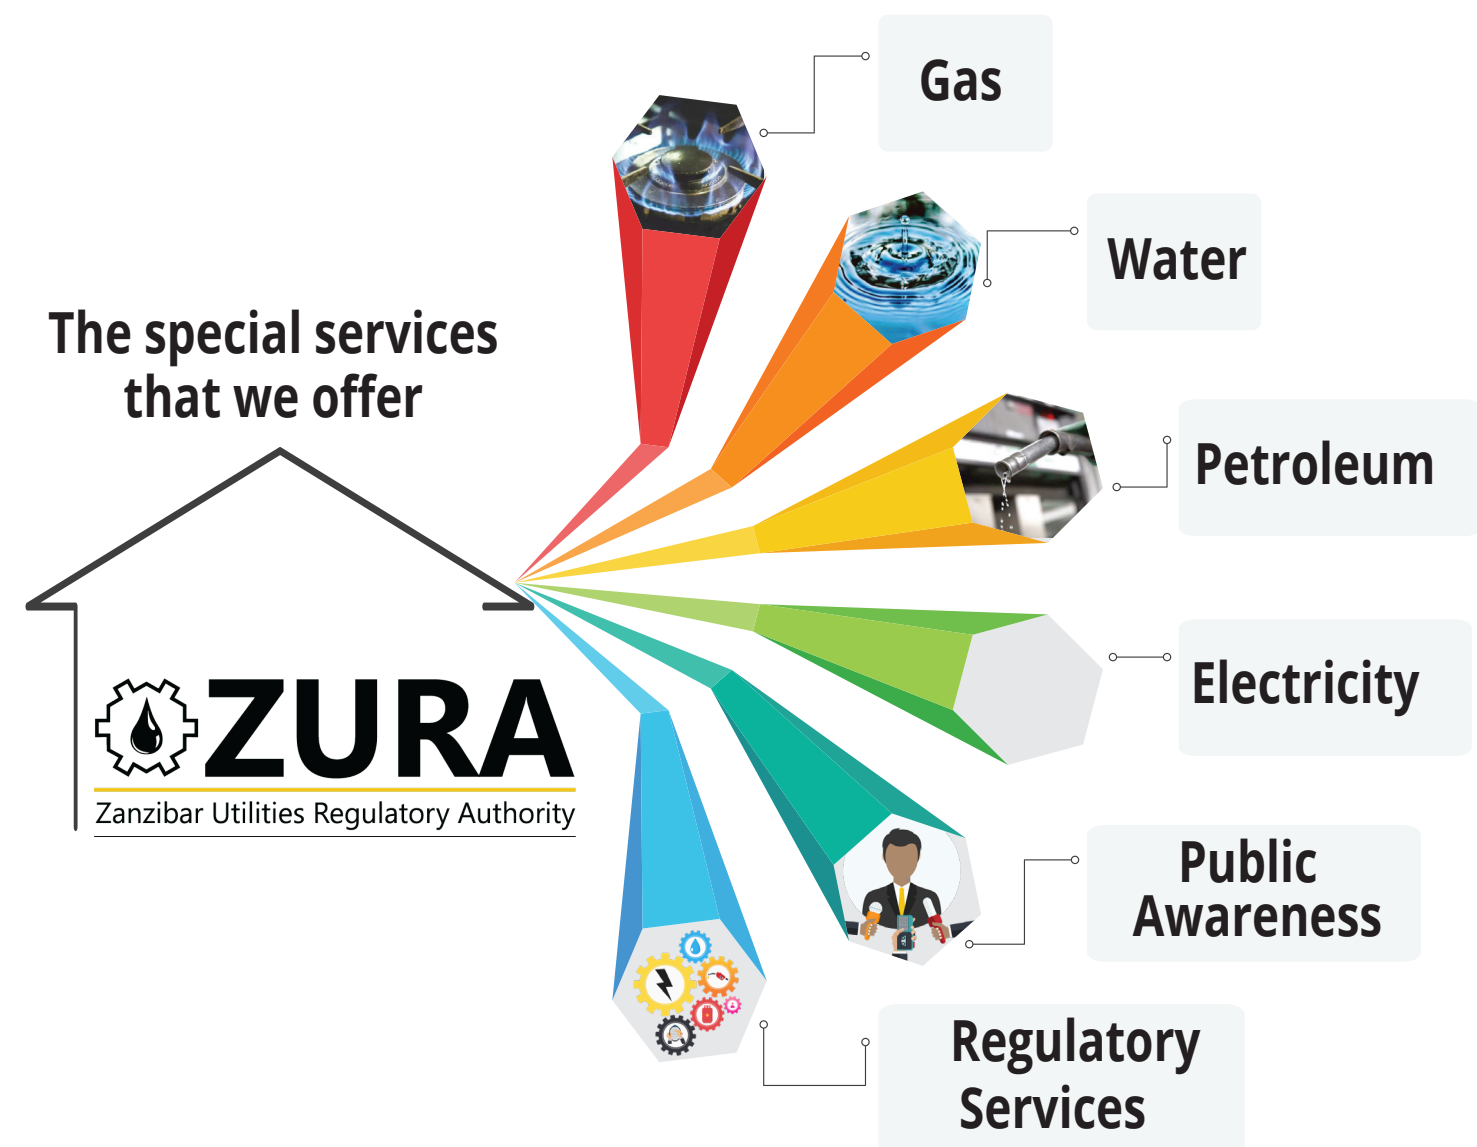 The special services
that we offer
ZURA
Zanzibar Utilities Regulatory Authority
Gas
Water
Petroleum
Electricity
Public
Awareness
Regulatory
Services